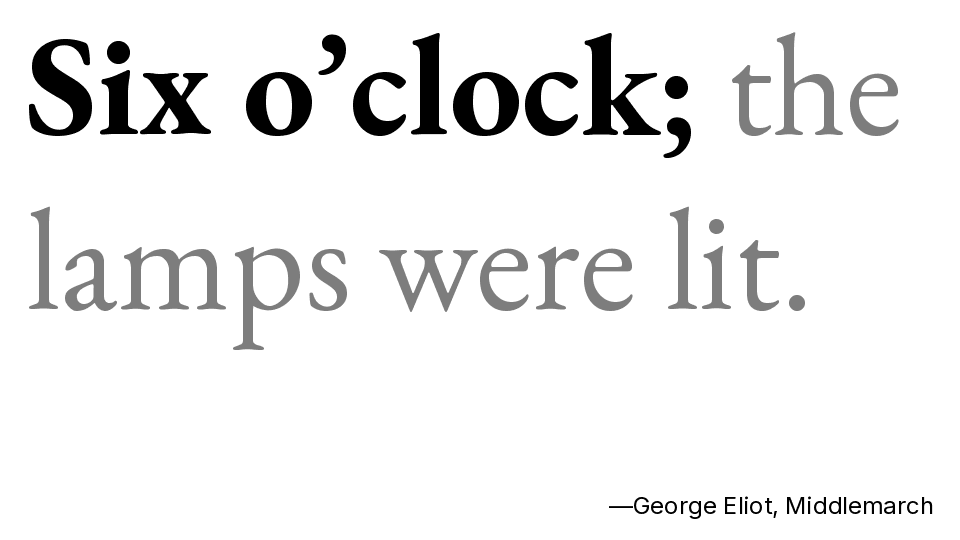 Six o’clock; the
lamps were lit.
—George Eliot, Middlemarch